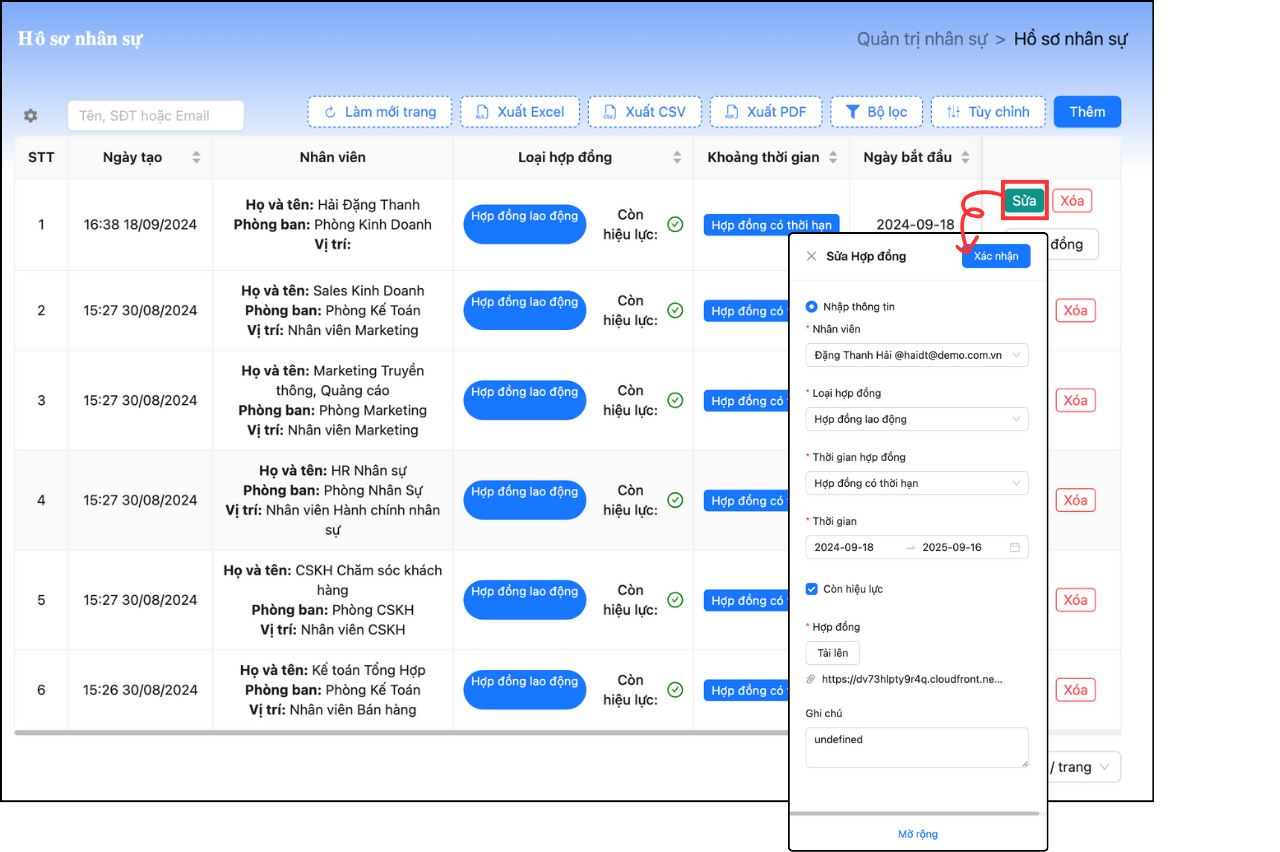 Hồ sơ nhân sự
Quản trị nhân sự > Hồ sơ nhân sự
Tên, SĐT hoặc Email
Làm mới trang
Xuất Excel
Xuất CSV
Xuất PDF
Bộ lọc
Tùy chỉnh
Thêm
STT
Ngày tạo
Nhân viên
Loại hợp đồng
Khoảng thời gian
Ngày bắt đầu
1
16:38 18/09/2024
Họ và tên: Hải Đặng Thanh
Phòng ban: Phòng Kinh Doanh
Vị trí:
Hợp đồng lao động
Còn
hiệu lực:
Hợp đồng có thời hạn
2024-09-18
Sửa
Xóa
đồng
2
15:27 30/08/2024
Họ và tên: Sales Kinh Doanh
Phòng ban: Phòng Kế Toán
Vị trí: Nhân viên Marketing
Hợp đồng lao động
Còn
hiệu lực:
Hợp đồng có
Xóa
3
15:27 30/08/2024
Họ và tên: Marketing Truyền
thông, Quảng cáo
Phòng ban: Phòng Marketing
Vị trí: Nhân viên Marketing
Hợp đồng lao động
Còn
hiệu lực:
Hợp đồng có
Xóa
4
15:27 30/08/2024
Họ và tên: HR Nhân sự
Phòng ban: Phòng Nhân Sự
Vị trí: Nhân viên Hành chính nhân
sự
Hợp đồng lao động
Còn
hiệu lực:
Hợp đồng có
Xóa
5
15:27 30/08/2024
Họ và tên: CSKH Chăm sóc khách
hàng
Phòng ban: Phòng CSKH
Vị trí: Nhân viên CSKH
Hợp đồng lao động
Còn
hiệu lực:
Hợp đồng có
Xóa
6
15:26 30/08/2024
Họ và tên: Kế toán Tổng Hợp
Phòng ban: Phòng Kế Toán
Vị trí: Nhân viên Bán hàng
Hợp đồng lao động
Còn
hiệu lực:
Hợp đồng có
Xóa
/ trang
Sửa Hợp đồng
Xác nhận
Nhập thông tin
* Nhân viên
Đặng Thanh Hải @haidt@demo.com.vn
* Loại hợp đồng
Hợp đồng lao động
* Thời gian hợp đồng
Hợp đồng có thời hạn
* Thời gian
2024-09-18 → 2025-09-16
Còn hiệu lực
* Hợp đồng
Tải lên
https://dv73hlpty9r4q.cloudfront.ne...
Ghi chú
undefined
Mở rộng